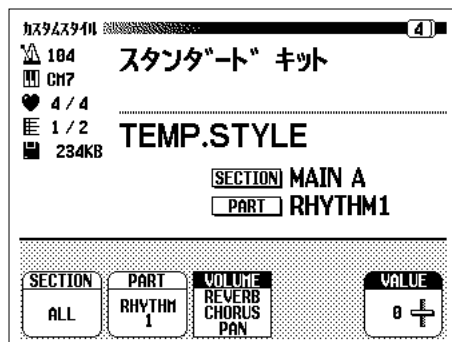 カスタムスタイル
4
104
スタンダード キット
CM7
4/4
1/2
TEMP.STYLE
234KB
SECTION MAIN A
PART RHYTHM1
SECTION
ALL
PART
RHYTHM
1
VOLUME
REVERB
CHORUS
PAN
VALUE
0